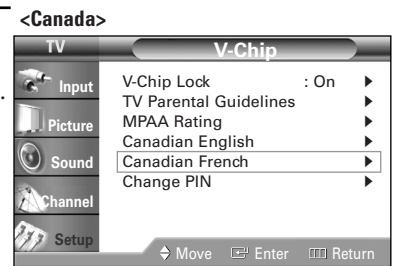 <Canada>
TV
V-Chip
Input
Picture
Sound
Channel
Setup
V-Chip Lock : On
TV Parental Guidelines
MPAA Rating
Canadian English
Canadian French
Change PIN
Move Enter Return